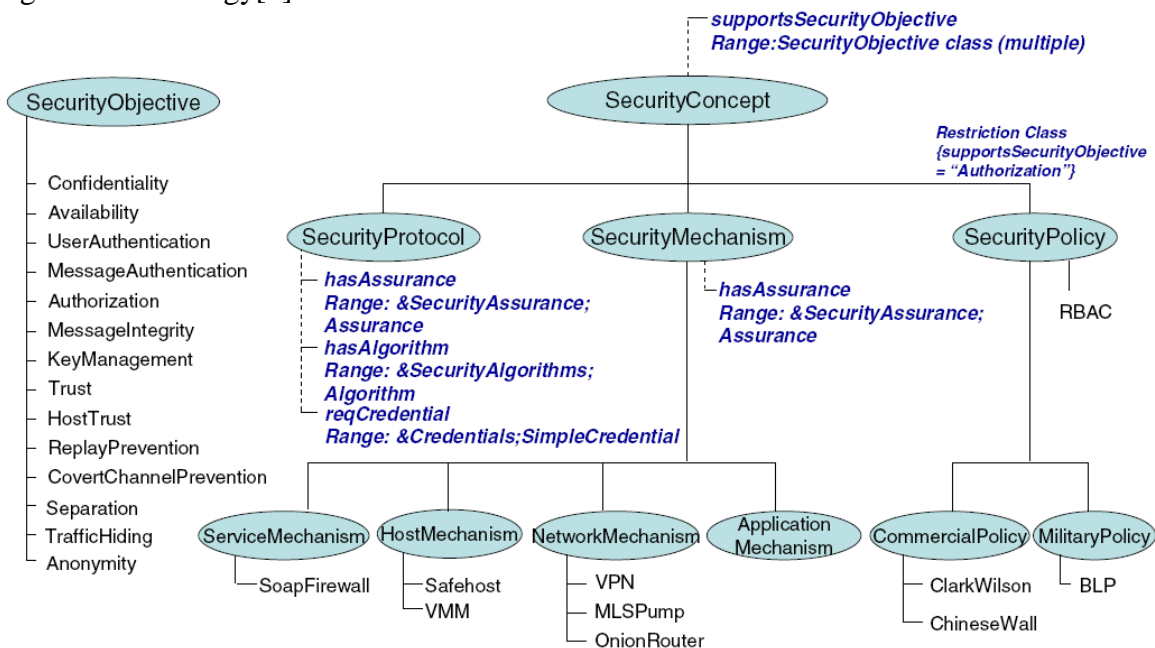 supportsSecurityObjective
Range:SecurityObjective class (multiple)
SecurityObjective
SecurityConcept
Restriction Class
{supportsSecurityObjective
= “Authorization”}
Confidentiality
Availability
UserAuthentication
MessageAuthentication
Authorization
MessageIntegrity
KeyManagement
Trust
HostTrust
ReplayPrevention
CovertChannelPrevention
Separation
TrafficHiding
Anonymity
SecurityProtocol
SecurityMechanism
SecurityPolicy
hasAssurance
Range: &SecurityAssurance;
Assurance
hasAlgorithm
Range: &SecurityAlgorithms;
Algorithm
reqCredential
Range: &Credentials;SimpleCredential
hasAssurance
Range: &SecurityAssurance;
Assurance
RBAC
ServiceMechanism
HostMechanism
NetworkMechanism
Application
Mechanism
CommercialPolicy
MilitaryPolicy
SoapFirewall
Safehost
VMM
VPN
MLSPump
OnionRouter
ClarkWilson
ChineseWall
BLP